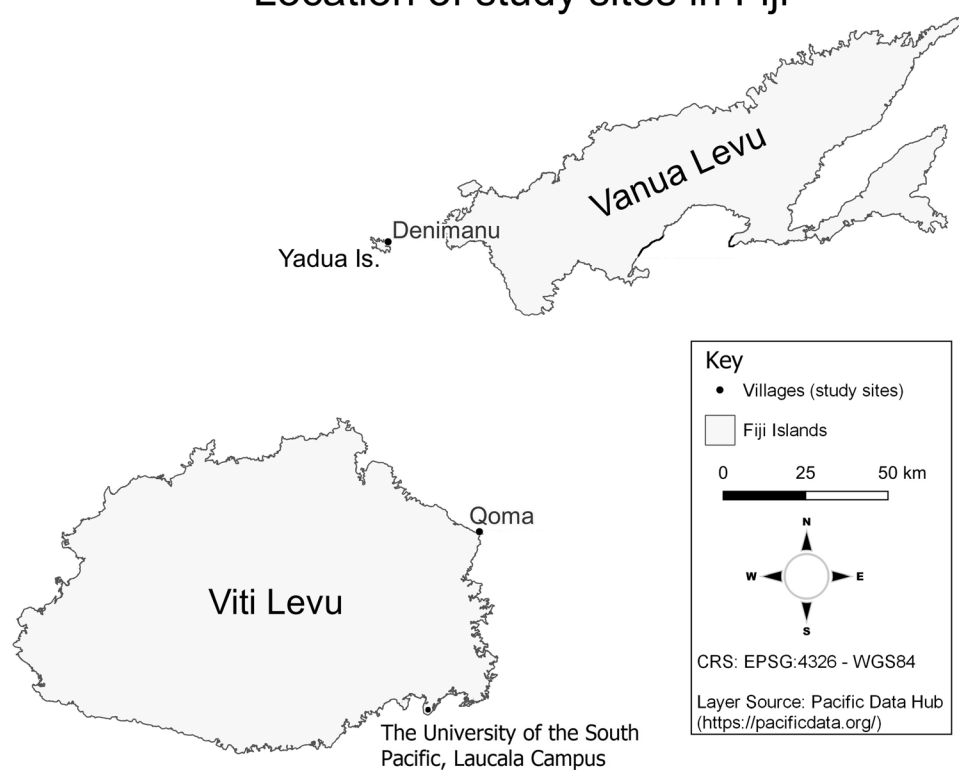 Location of study sites in Fiji
Vanua Levu
Denimanu
Yadua Is.
Key
Villages (study sites)
Fiji Islands
0 25 50 km
N
W E
S
CRS: EPSG:4326 - WGS84
Layer Source: Pacific Data Hub
(https://pacificdata.org/)
Qoma
Viti Levu
The University of the South
Pacific, Laucala Campus